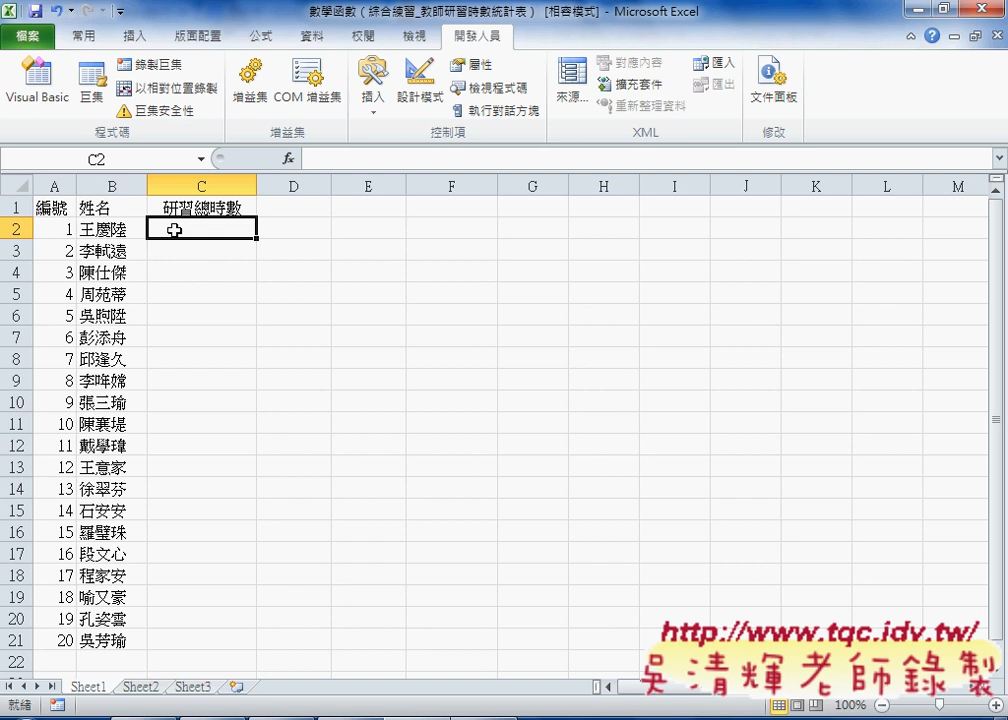 數學函數（綜合練習_教師研習時數統計表） [相容模式] - Microsoft Excel
檔案 常用 插入 版面配置 公式 資料 校閱 檢視 開發人員
Visual Basic 巨集 錄製巨集 以相對位置錄製 巨集安全性 程式碼
增益集 COM 增益集 增益集
插入 設計模式 屬性 檢視程式碼 執行對話方塊 控制項
來源... 對應內容 擴充套件 重新整理資料 匯入 匯出 XML
文件面板 修改
C2 fx
A B C D E F G H I J K L M
1 編號 姓名 研習總時數
2 1 王慶陸
3 2 李軾遠
4 3 陳仕傑
5 4 周苑蒂
6 5 吳煦陞
7 6 彭添舟
8 7 邱逢久
9 8 李哖嫦
10 9 張三瑜
11 10 陳襄堤
12 11 戴學瑋
13 12 王意家
14 13 徐翠芬
15 14 石安安
16 15 羅璧珠
17 16 段文心
18 17 程家安
19 18 喻又豪
20 19 孔姿雲
21 20 吳芳瑜
22
http://www.tqc.idv.tw/
吳清輝老師錄製
Sheet1 Sheet2 Sheet3
就緒 100%